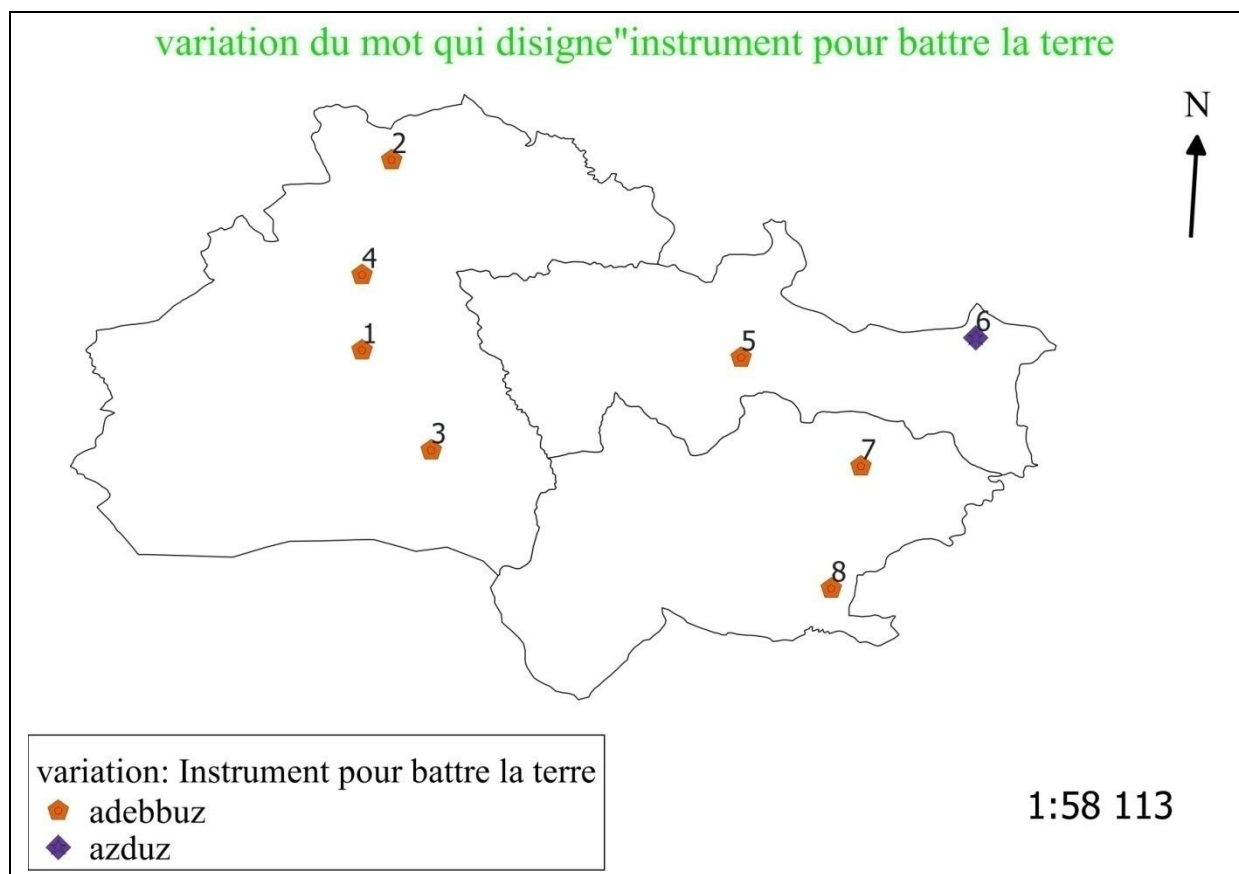 variation du mot qui disigne"instrument pour battre la terre
N
2
4
1
3
5
6
7
8
variation: Instrument pour battre la terre
adebbuz
azduz
1:58 113